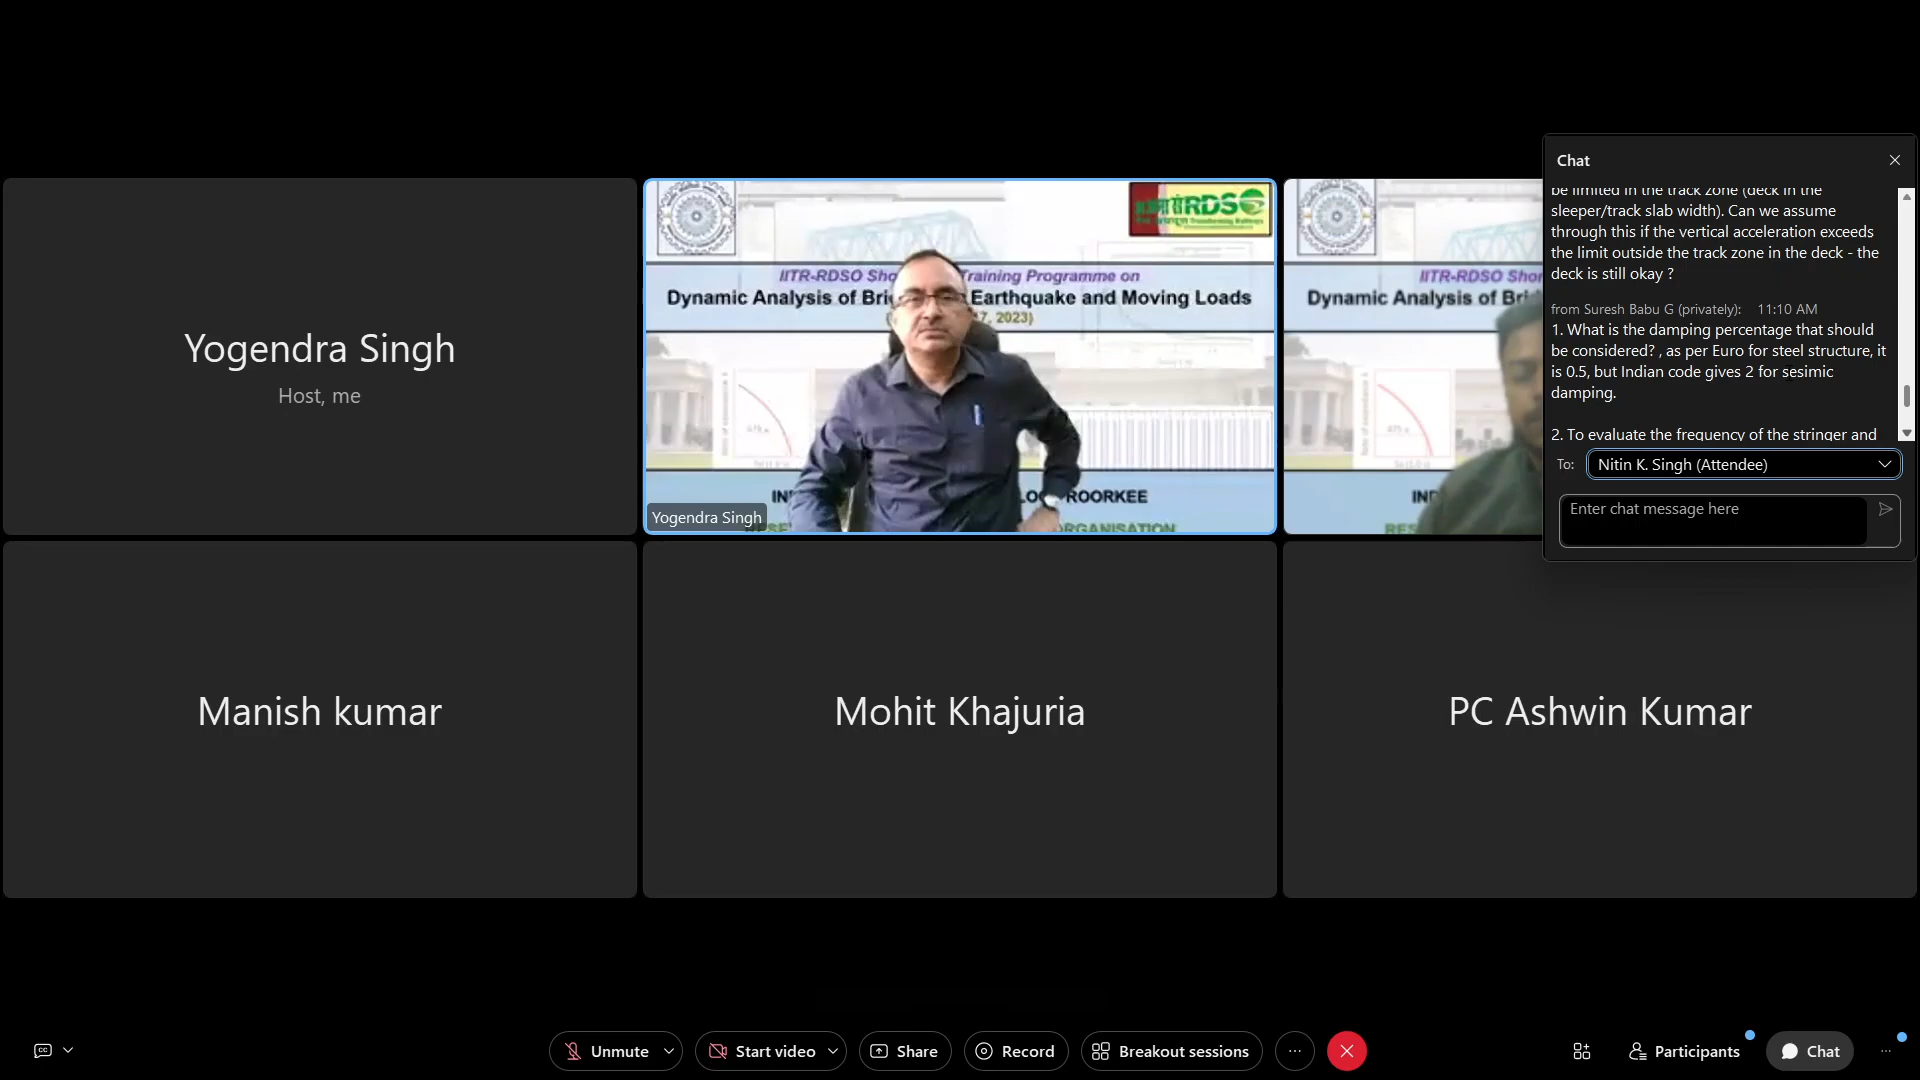 Yogendra Singh
Host, me
RDS
IITR-RDSO Sho
Training Programme on
Dynamic Analysis of Bri
Earthquake and Moving Loads
7, 2023)
ROORKEE
ORGANISATION
Yogendra Singh
IITR-RDSO Shor
Dynamic Analysis of Bri
Manish kumar
Mohit Khajuria
PC Ashwin Kumar
Chat
be limited in the track zone (deck in the
sleeper/track slab width). Can we assume
through this if the vertical acceleration exceeds
the limit outside the track zone in the deck - the
deck is still okay ?
from Suresh Babu G (privately): 11:10 AM
1. What is the damping percentage that should
be considered? , as per Euro for steel structure, it
is 0.5, but Indian code gives 2 for sesimic
damping.
2. To evaluate the frequency of the stringer and
To: Nitin K. Singh (Attendee)
Enter chat message here
Unmute
Start video
Share
Record
Breakout sessions
Participants
Chat